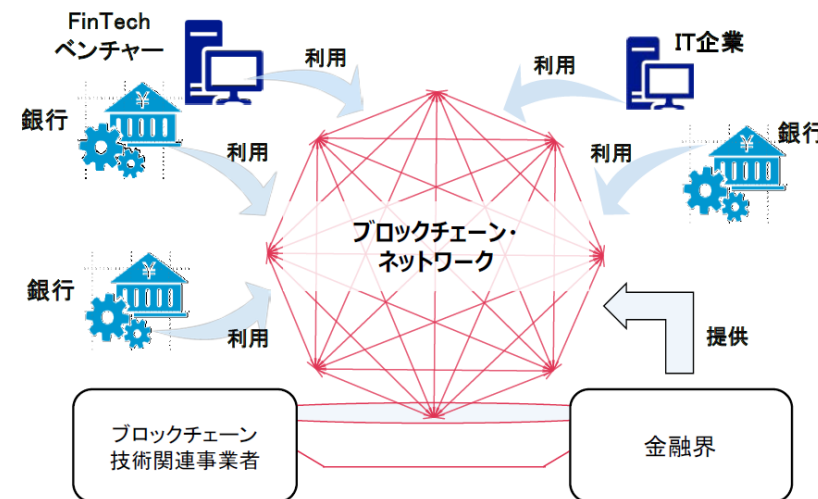 FinTech
ベンチャー
利用
利用
IT企業
銀行
¥
利用
利用
¥
銀行
ブロックチェーン・
ネットワーク
銀行
¥
利用
提供
ブロックチェーン
技術関連事業者
金融界